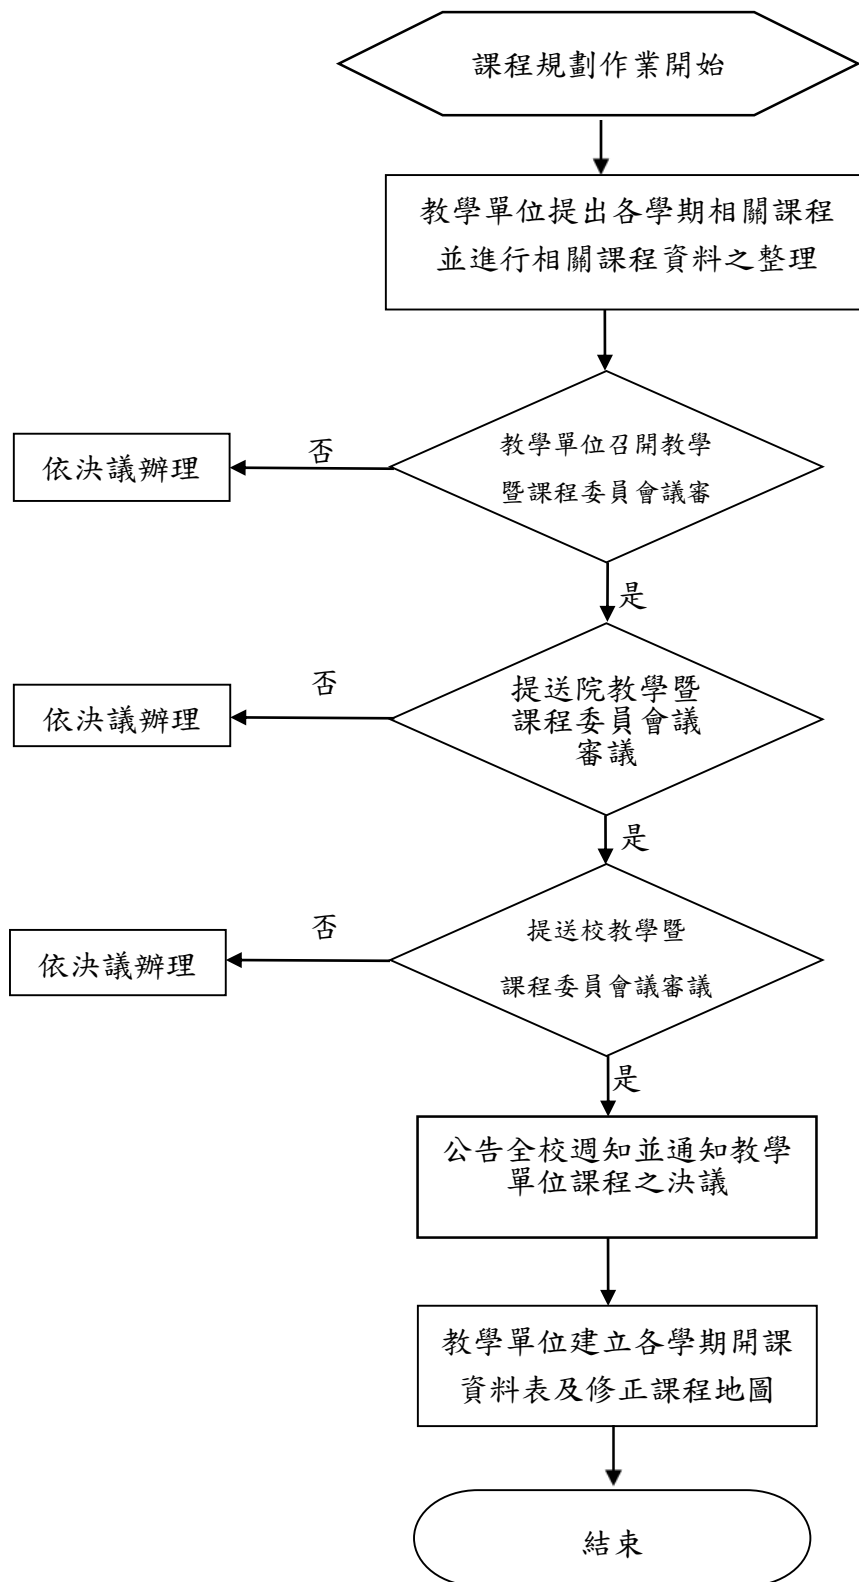 課程規劃作業開始
教學單位提出各學期相關課程
並進行相關課程資料之整理
教學單位召開教學
暨課程委員會議審
否
依決議辦理
是
提送院教學暨
課程委員會議
審議
否
依決議辦理
是
提送校教學暨
課程委員會議審議
否
依決議辦理
是
公告全校週知並通知教學
單位課程之決議
教學單位建立各學期開課
資料表及修正課程地圖
結束